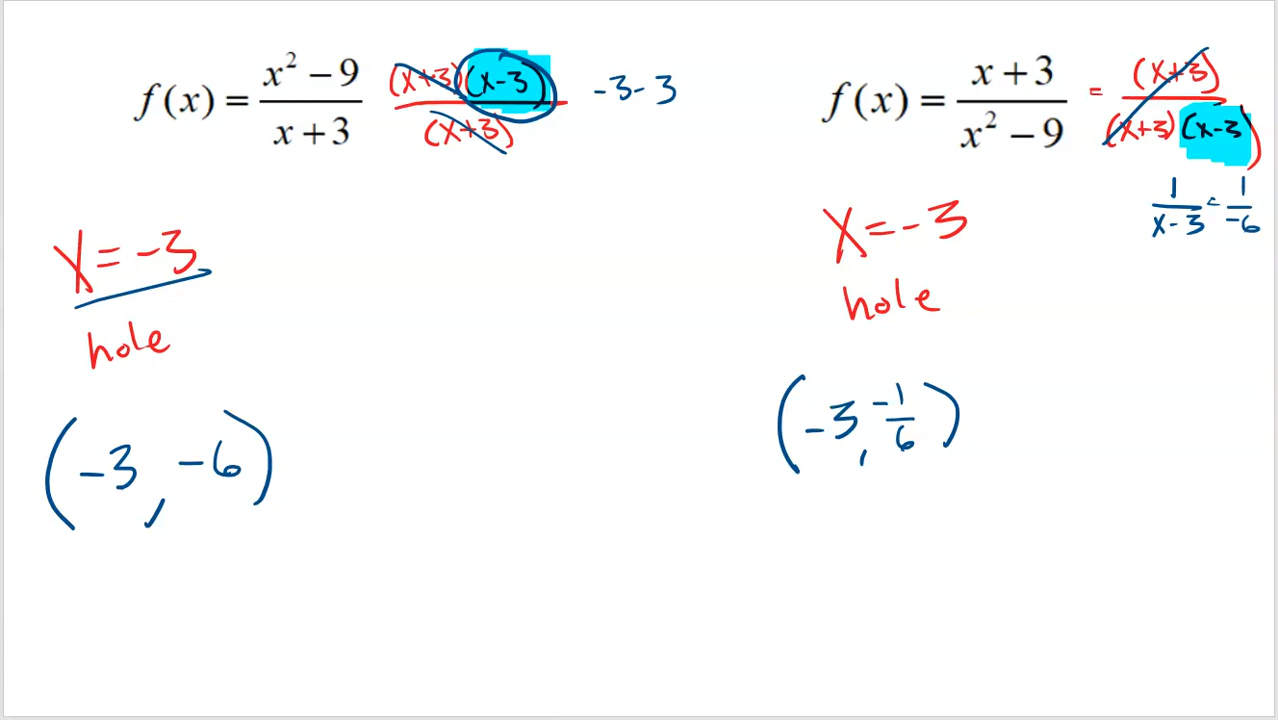 f(x) = (x² − 9)/(x + 3) (x+3)(x-3)/(x+3) -3-3
x = -3
hole
(-3, -6)
f(x) = (x + 3)/(x² − 9) = (x+3)/((x+3)(x-3))
1/(x-3) = 1/-6
x = -3
hole
(-3, -1/6)